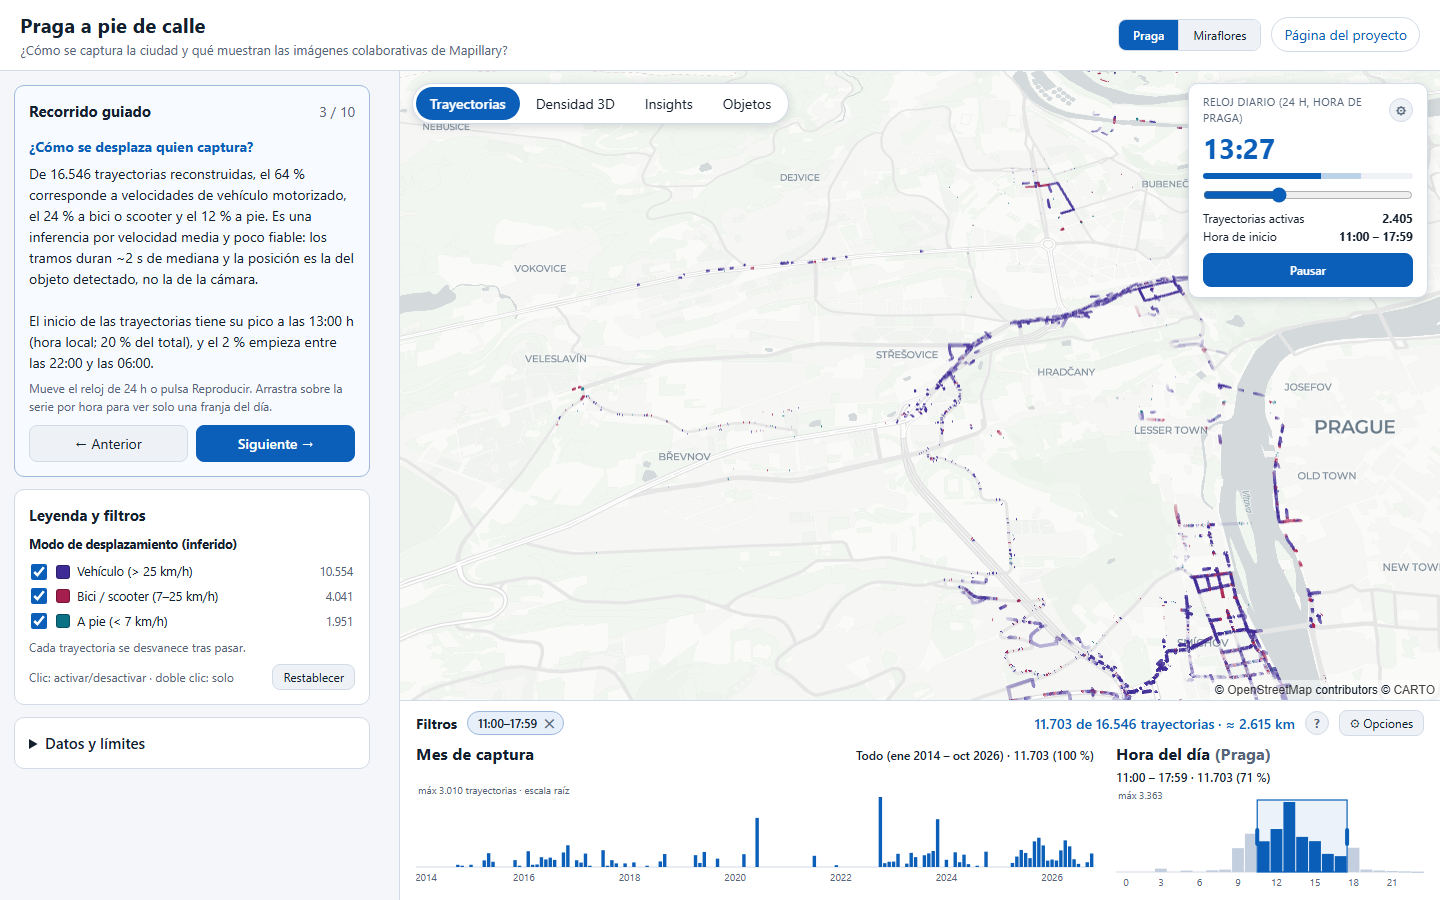 Praga a pie de calle
¿Cómo se captura la ciudad y qué muestran las imágenes colaborativas de Mapillary?
Praga
Miraflores
Página del proyecto
Recorrido guiado
3 / 10
¿Cómo se desplaza quien captura?
De 16.546 trayectorias reconstruidas, el 64 %
corresponde a velocidades de vehículo motorizado,
el 24 % a bici o scooter y el 12 % a pie. Es una
inferencia por velocidad media y poco fiable: los
tramos duran ~2 s de mediana y la posición es la del
objeto detectado, no la de la cámara.
El inicio de las trayectorias tiene su pico a las 13:00 h
(hora local; 20 % del total), y el 2 % empieza entre
las 22:00 y las 06:00.
Mueve el reloj de 24 h o pulsa Reproducir. Arrastra sobre la
serie por hora para ver solo una franja del día.
← Anterior
Siguiente →
Leyenda y filtros
Modo de desplazamiento (inferido)
Vehículo (> 25 km/h)
10.554
Bici / scooter (7–25 km/h)
4.041
A pie (< 7 km/h)
1.951
Cada trayectoria se desvanece tras pasar.
Clic: activar/desactivar · doble clic: solo
Restablecer
Datos y límites
Trayectorias
Densidad 3D
Insights
Objetos
RELOJ DIARIO (24 H, HORA DE
PRAGA)
13:27
Trayectorias activas
2.405
Hora de inicio
11:00 – 17:59
Pausar
NEBUŠICE
DEJVICE
BUBENEČ
VOKOVICE
VELESLAVÍN
STŘEŠOVICE
HRADČANY
JOSEFOV
LESSER TOWN
PRAGUE
BŘEVNOV
OLD TOWN
Vltava
NEW TOW
SMÍCHOV
© OpenStreetMap contributors © CARTO
Filtros
11:00–17:59 ✕
11.703 de 16.546 trayectorias · ≈ 2.615 km
?
⚙ Opciones
Mes de captura
Todo (ene 2014 – oct 2026) · 11.703 (100 %)
máx 3.010 trayectorias · escala raíz
2014
2016
2018
2020
2022
2024
2026
Hora del día (Praga)
11:00 – 17:59 · 11.703 (71 %)
máx 3.363
0
3
6
9
12
15
18
21